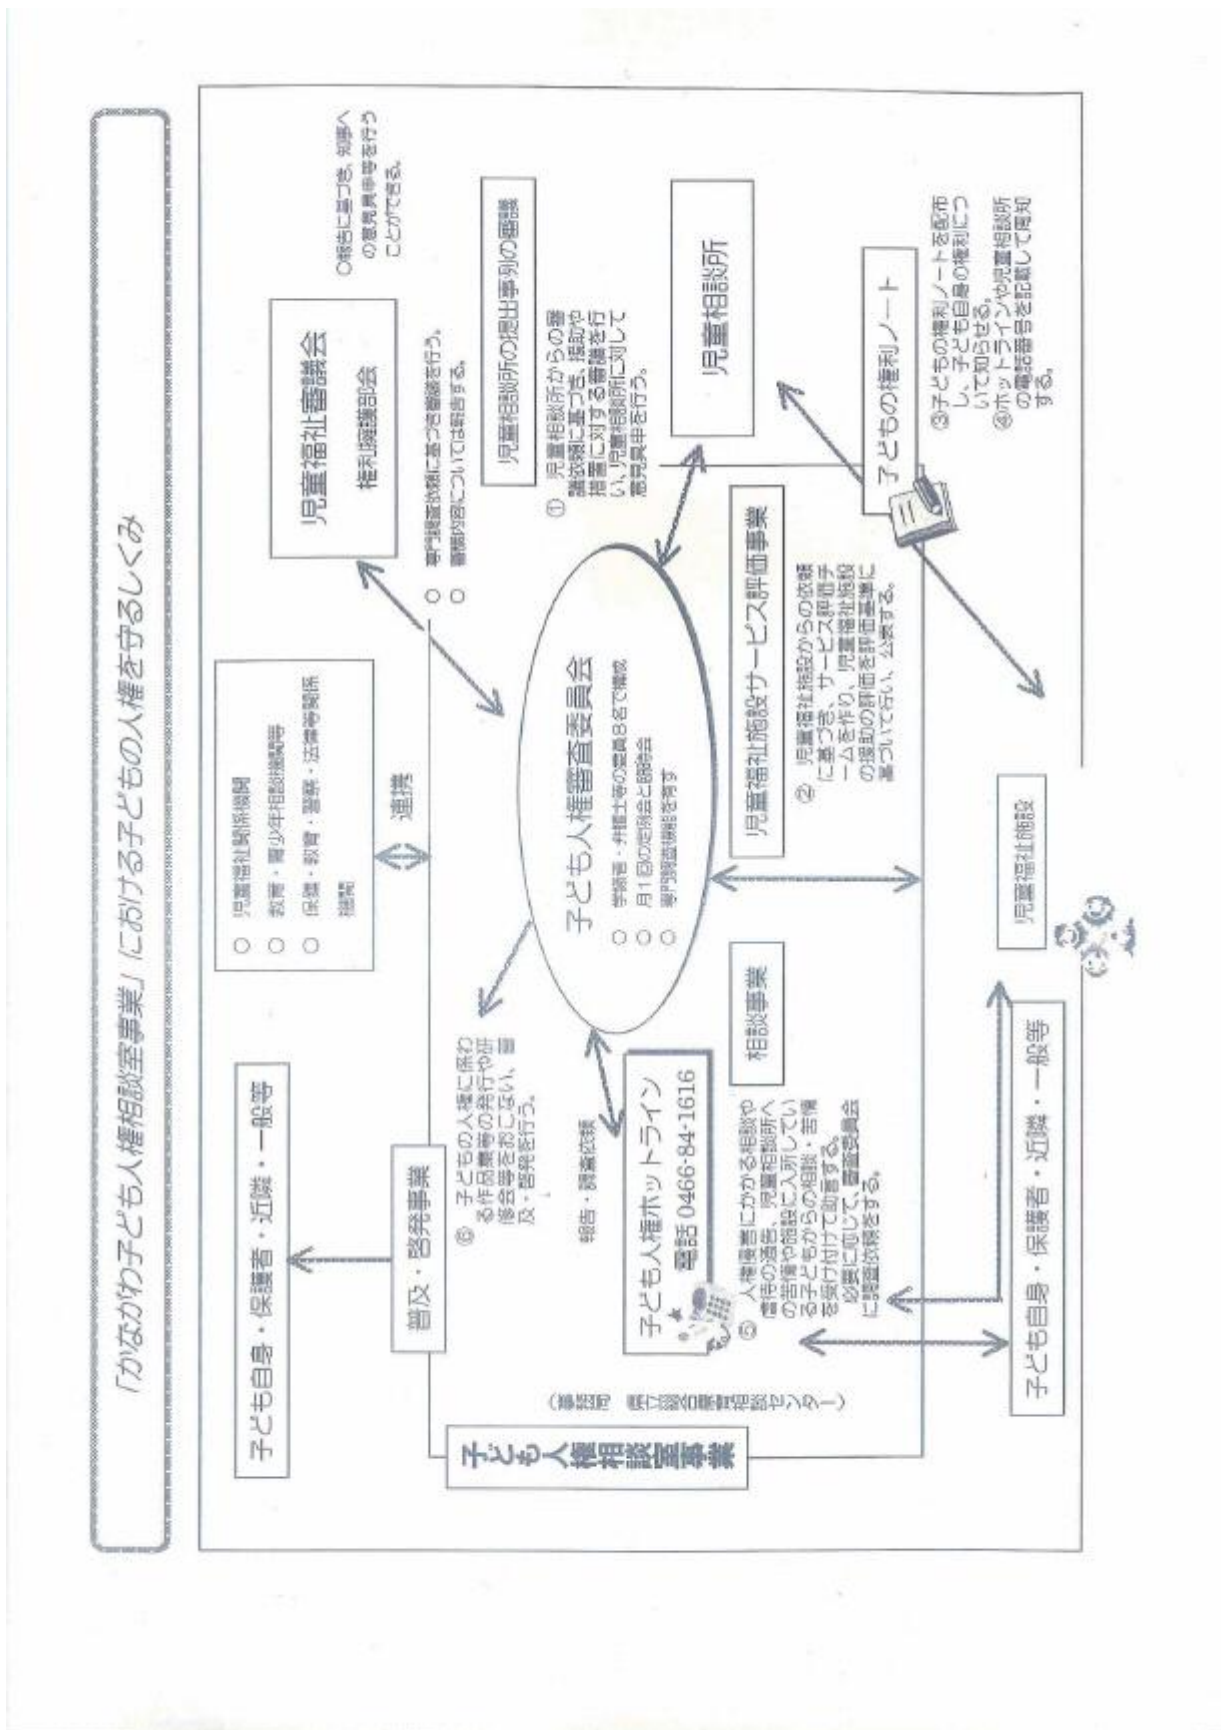 「かながわ子ども人権相談室事業」における子どもの人権を守るしくみ
子ども自身・保護者・近隣・一般等
○ 児童福祉関係機関
○ 教育・青少年相談機関等
○ 保健・教育・警察・法律等関係
機関
連携
児童福祉審議会
権利擁護部会
○報告に基づき、知事へ
の意見具申等を行う
ことができる。
○ 専門調査依頼に基づき審議を行う。
○ 審議内容については報告する。
普及・啓発事業
⑥ 子どもの人権に係わ
る作品集等の発行や研
修会等をおこない、普
及・啓発を行う。
児童相談所の提出事例の審議
① 児童相談所からの審
議依頼に基づき、援助や
措置に対する審議を行
い、児童相談所に対して
意見具申を行う。
子ども人権相談室事業
(事務局 県立総合療育相談センター)
報告・調査依頼
子ども人権審査委員会
○ 学識者・弁護士等の委員8名で構成
○ 月1回の定例会と臨時会
○ 専門調査機能を有す
児童相談所
子ども人権ホットライン
電話 0466-84-1616
相談事業
⑤ 人権侵害にかかる相談や
虐待の通告、児童相談所へ
の苦情や施設に入所してい
る子どもからの相談・苦情
を受け付けて助言する。
必要に応じて、審査委員会
に調査依頼をする。
児童福祉施設サービス評価事業
② 児童福祉施設からの依頼
に基づき、サービス評価チ
ームを作り、児童福祉施設
の援助の評価を評価基準に
基づいて行い、公表する。
子どもの権利ノート
③子どもの権利ノートを配布
し、子ども自身の権利につ
いて知らせる。
④ホットラインや児童相談所
の電話番号を記載して周知
する。
子ども自身・保護者・近隣・一般等
児童福祉施設